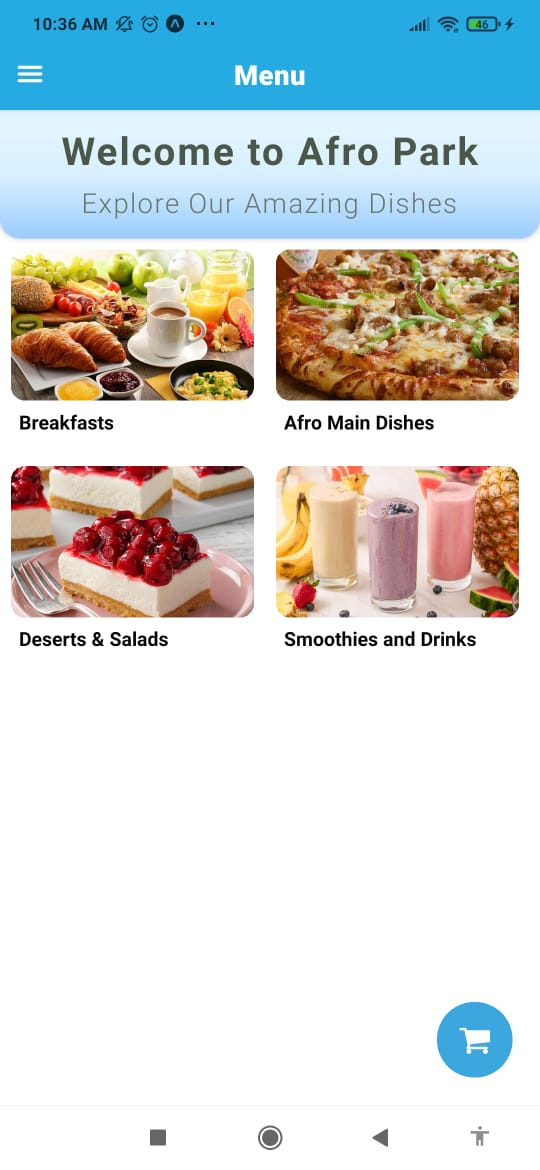 10:36 AM
46
Menu
Welcome to Afro Park
Explore Our Amazing Dishes
Breakfasts
Afro Main Dishes
Deserts & Salads
Smoothies and Drinks